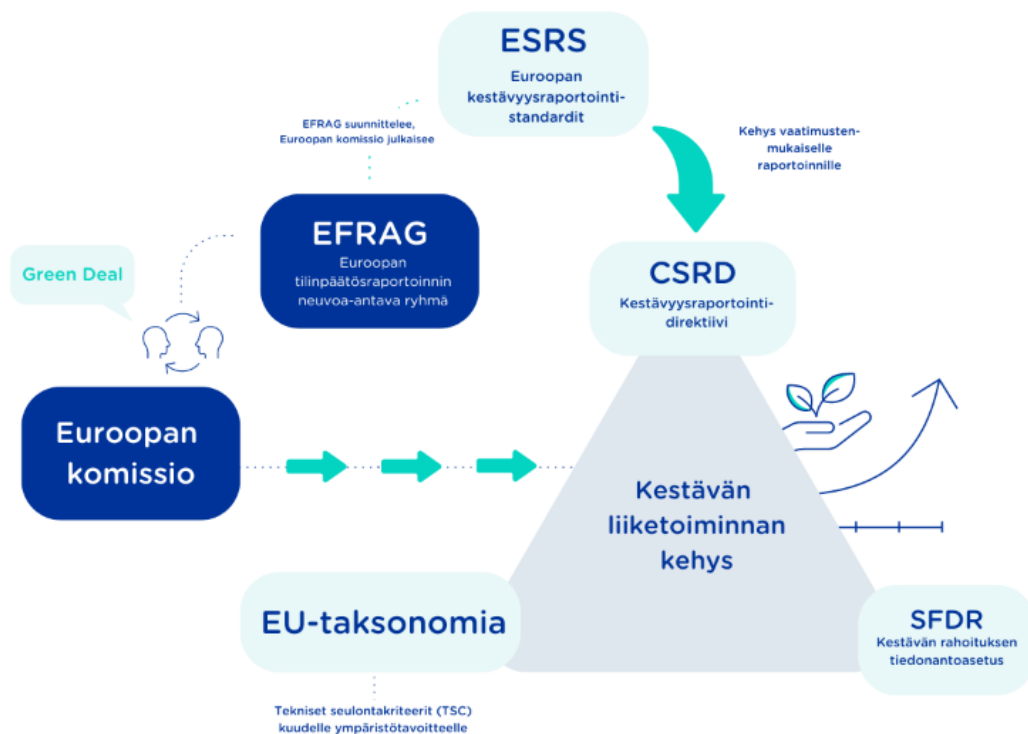 ESRS
Euroopan
kestävyysraportointi-
standardit
EFRAG suunnittelee,
Euroopan komissio julkaisee
Kehys vaatimusten-
mukaiselle
raportoinnille
EFRAG
Euroopan
tilinpäätösraportoinnin
neuvoa-antava ryhmä
Green Deal
CSRD
Kestävyysraportointi-
direktiivi
Euroopan
komissio
Kestävän
liiketoiminnan
kehys
EU-taksonomia
SFDR
Kestävän rahoituksen
tiedonantoasetus
Tekniset seulontakriteerit (TSC)
kuudelle ympäristötavoitteelle